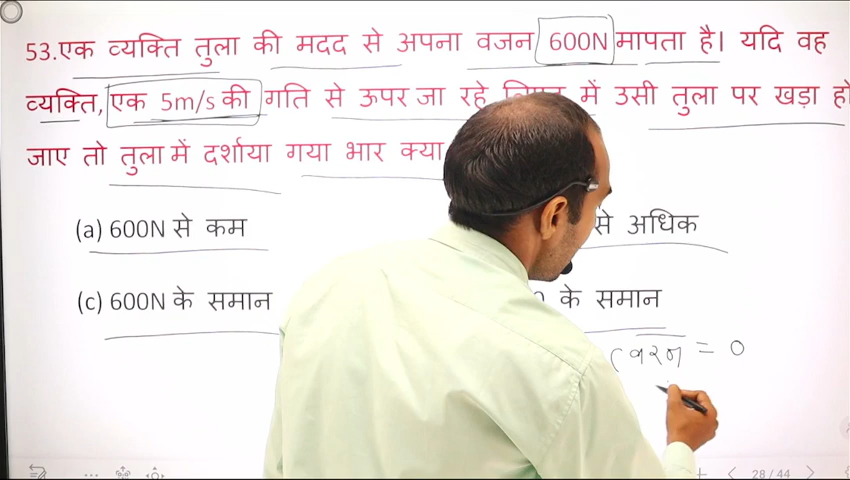 53.एक व्यक्ति तुला की मदद से अपना वजन 600N मापता है। यदि वह
व्यक्ति, एक 5m/s की गति से ऊपर जा रहे में उसी तुला पर खड़ा हो
जाए तो तुला में दर्शाया गया भार क्या
(a) 600N से कम
से अधिक
(c) 600N के समान
के समान
= 0
28 / 44